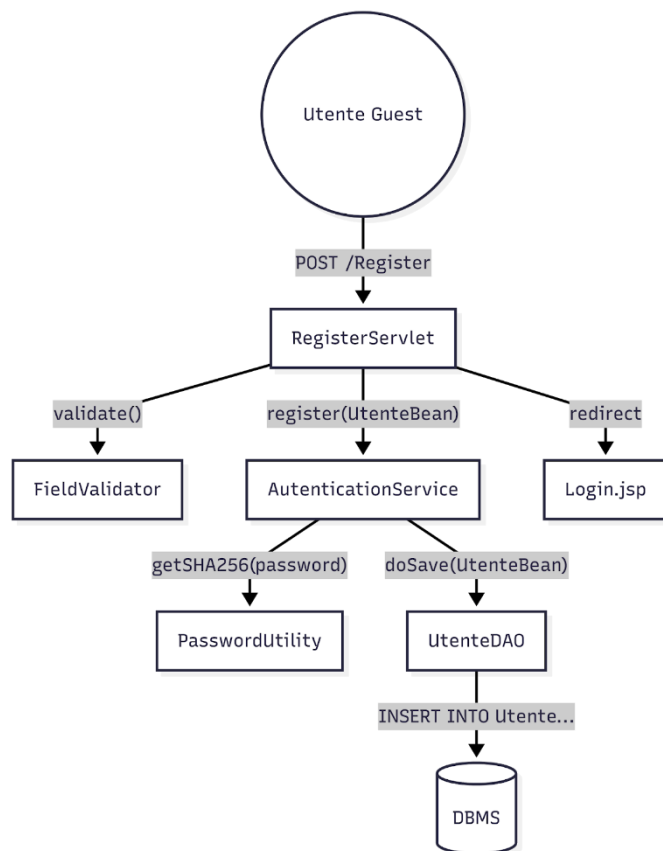 Utente Guest
POST /Register
RegisterServlet
validate()
register(UtenteBean)
redirect
FieldValidator
AutenticationService
Login.jsp
getSHA256(password)
doSave(UtenteBean)
PasswordUtility
UtenteDAO
INSERT INTO Utente...
DBMS